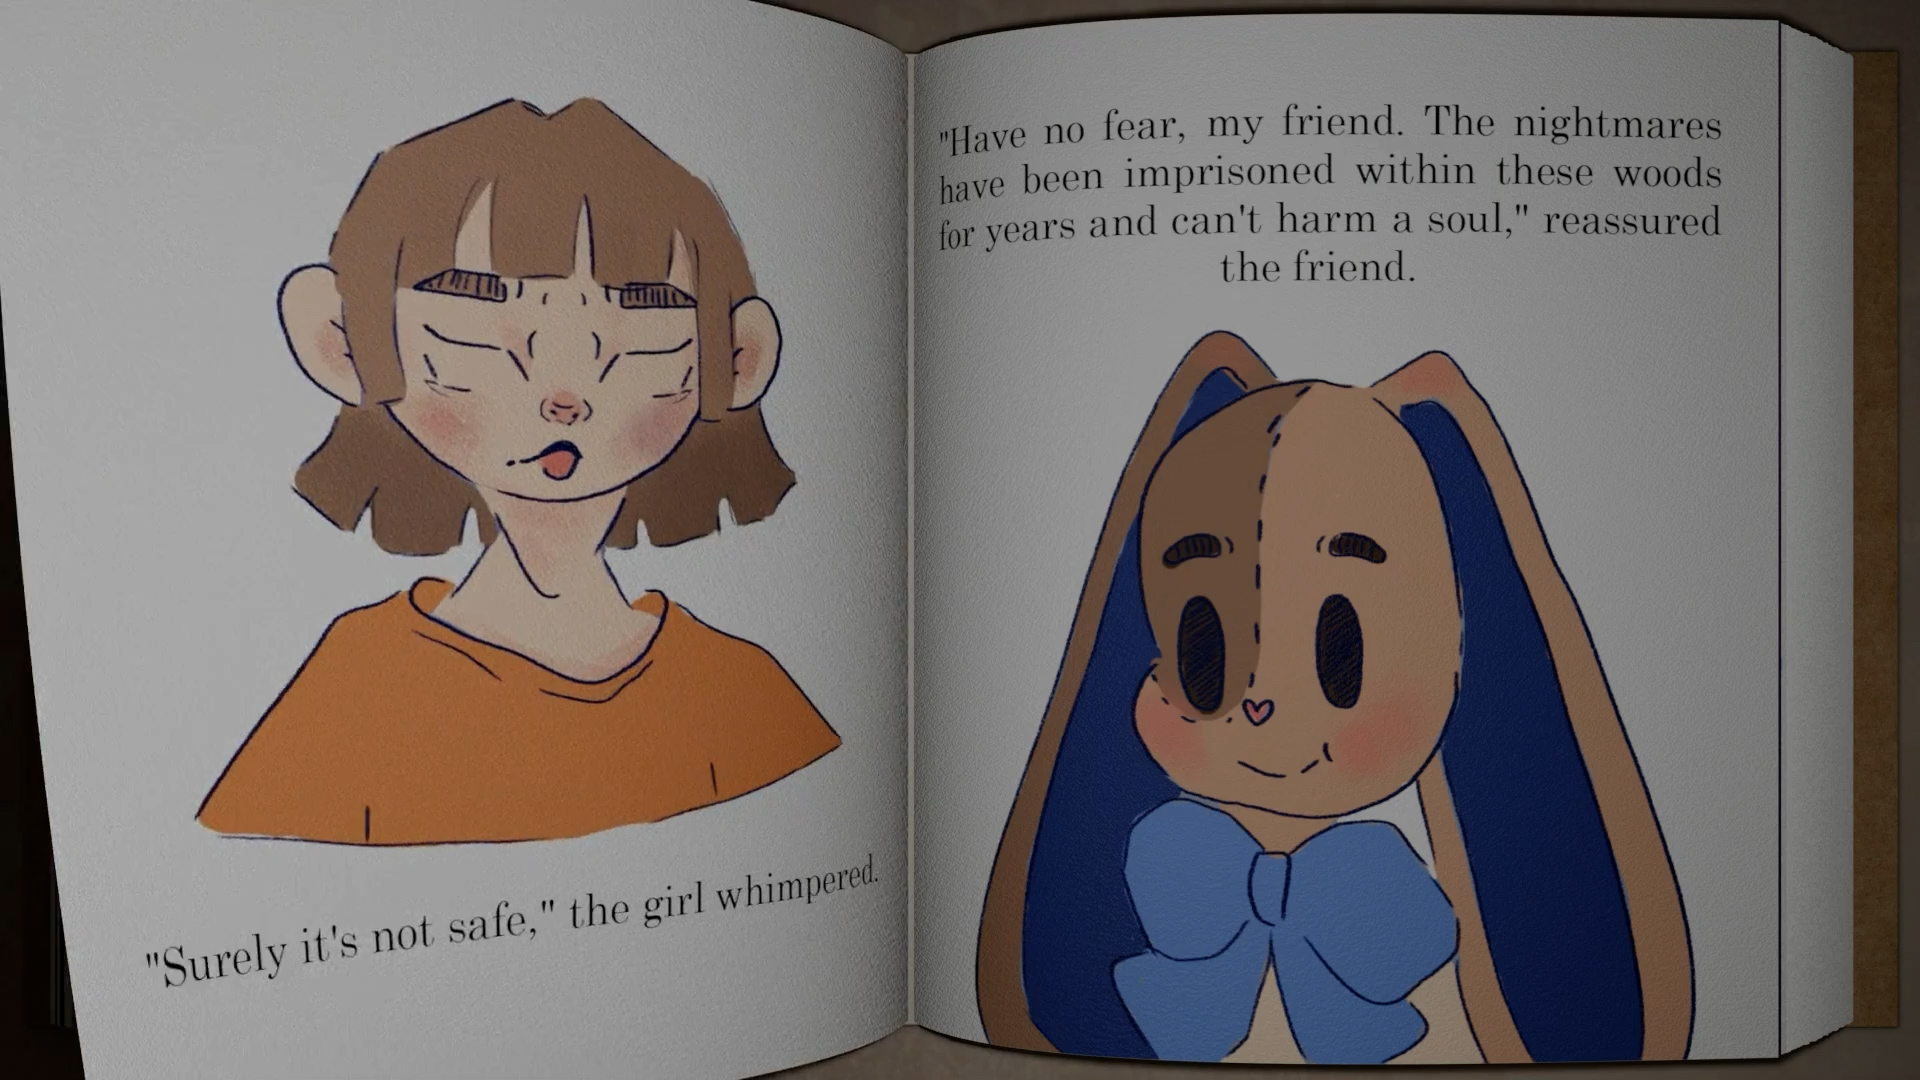 "Surely it's not safe," the girl whimpered.
"Have no fear, my friend. The nightmares
have been imprisoned within these woods
for years and can't harm a soul," reassured
the friend.